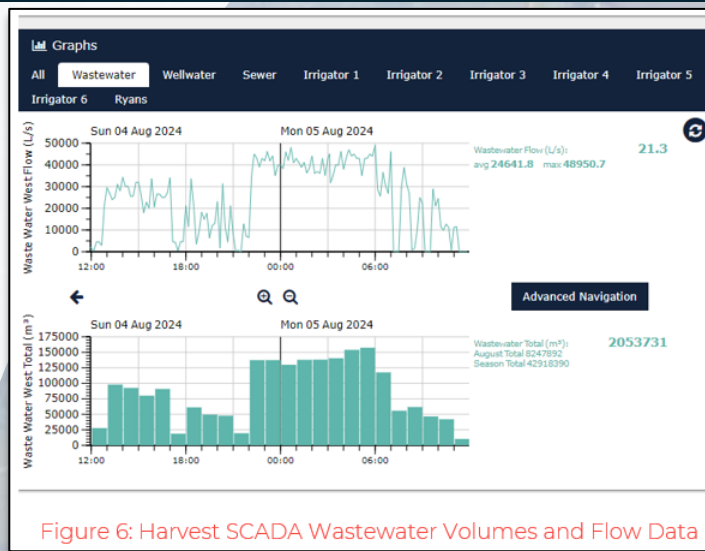 Graphs
All Wastewater Wellwater Sewer Irrigator 1 Irrigator 2 Irrigator 3 Irrigator 4 Irrigator 5
Irrigator 6 Ryans
Sun 04 Aug 2024 Mon 05 Aug 2024
Waste Water West Flow (L/s)
50000
40000
30000
20000
10000
0
12:00 18:00 00:00 06:00
Wastewater Flow (L/s): 21.3
avg 24641.8 max 48950.7
Advanced Navigation
Sun 04 Aug 2024 Mon 05 Aug 2024
Waste Water West Total (m³)
175000
150000
125000
100000
75000
50000
25000
0
12:00 18:00 00:00 06:00
Wastewater Total (m³): 2053731
August Total 8247892
Season Total 42918390
Figure 6: Harvest SCADA Wastewater Volumes and Flow Data